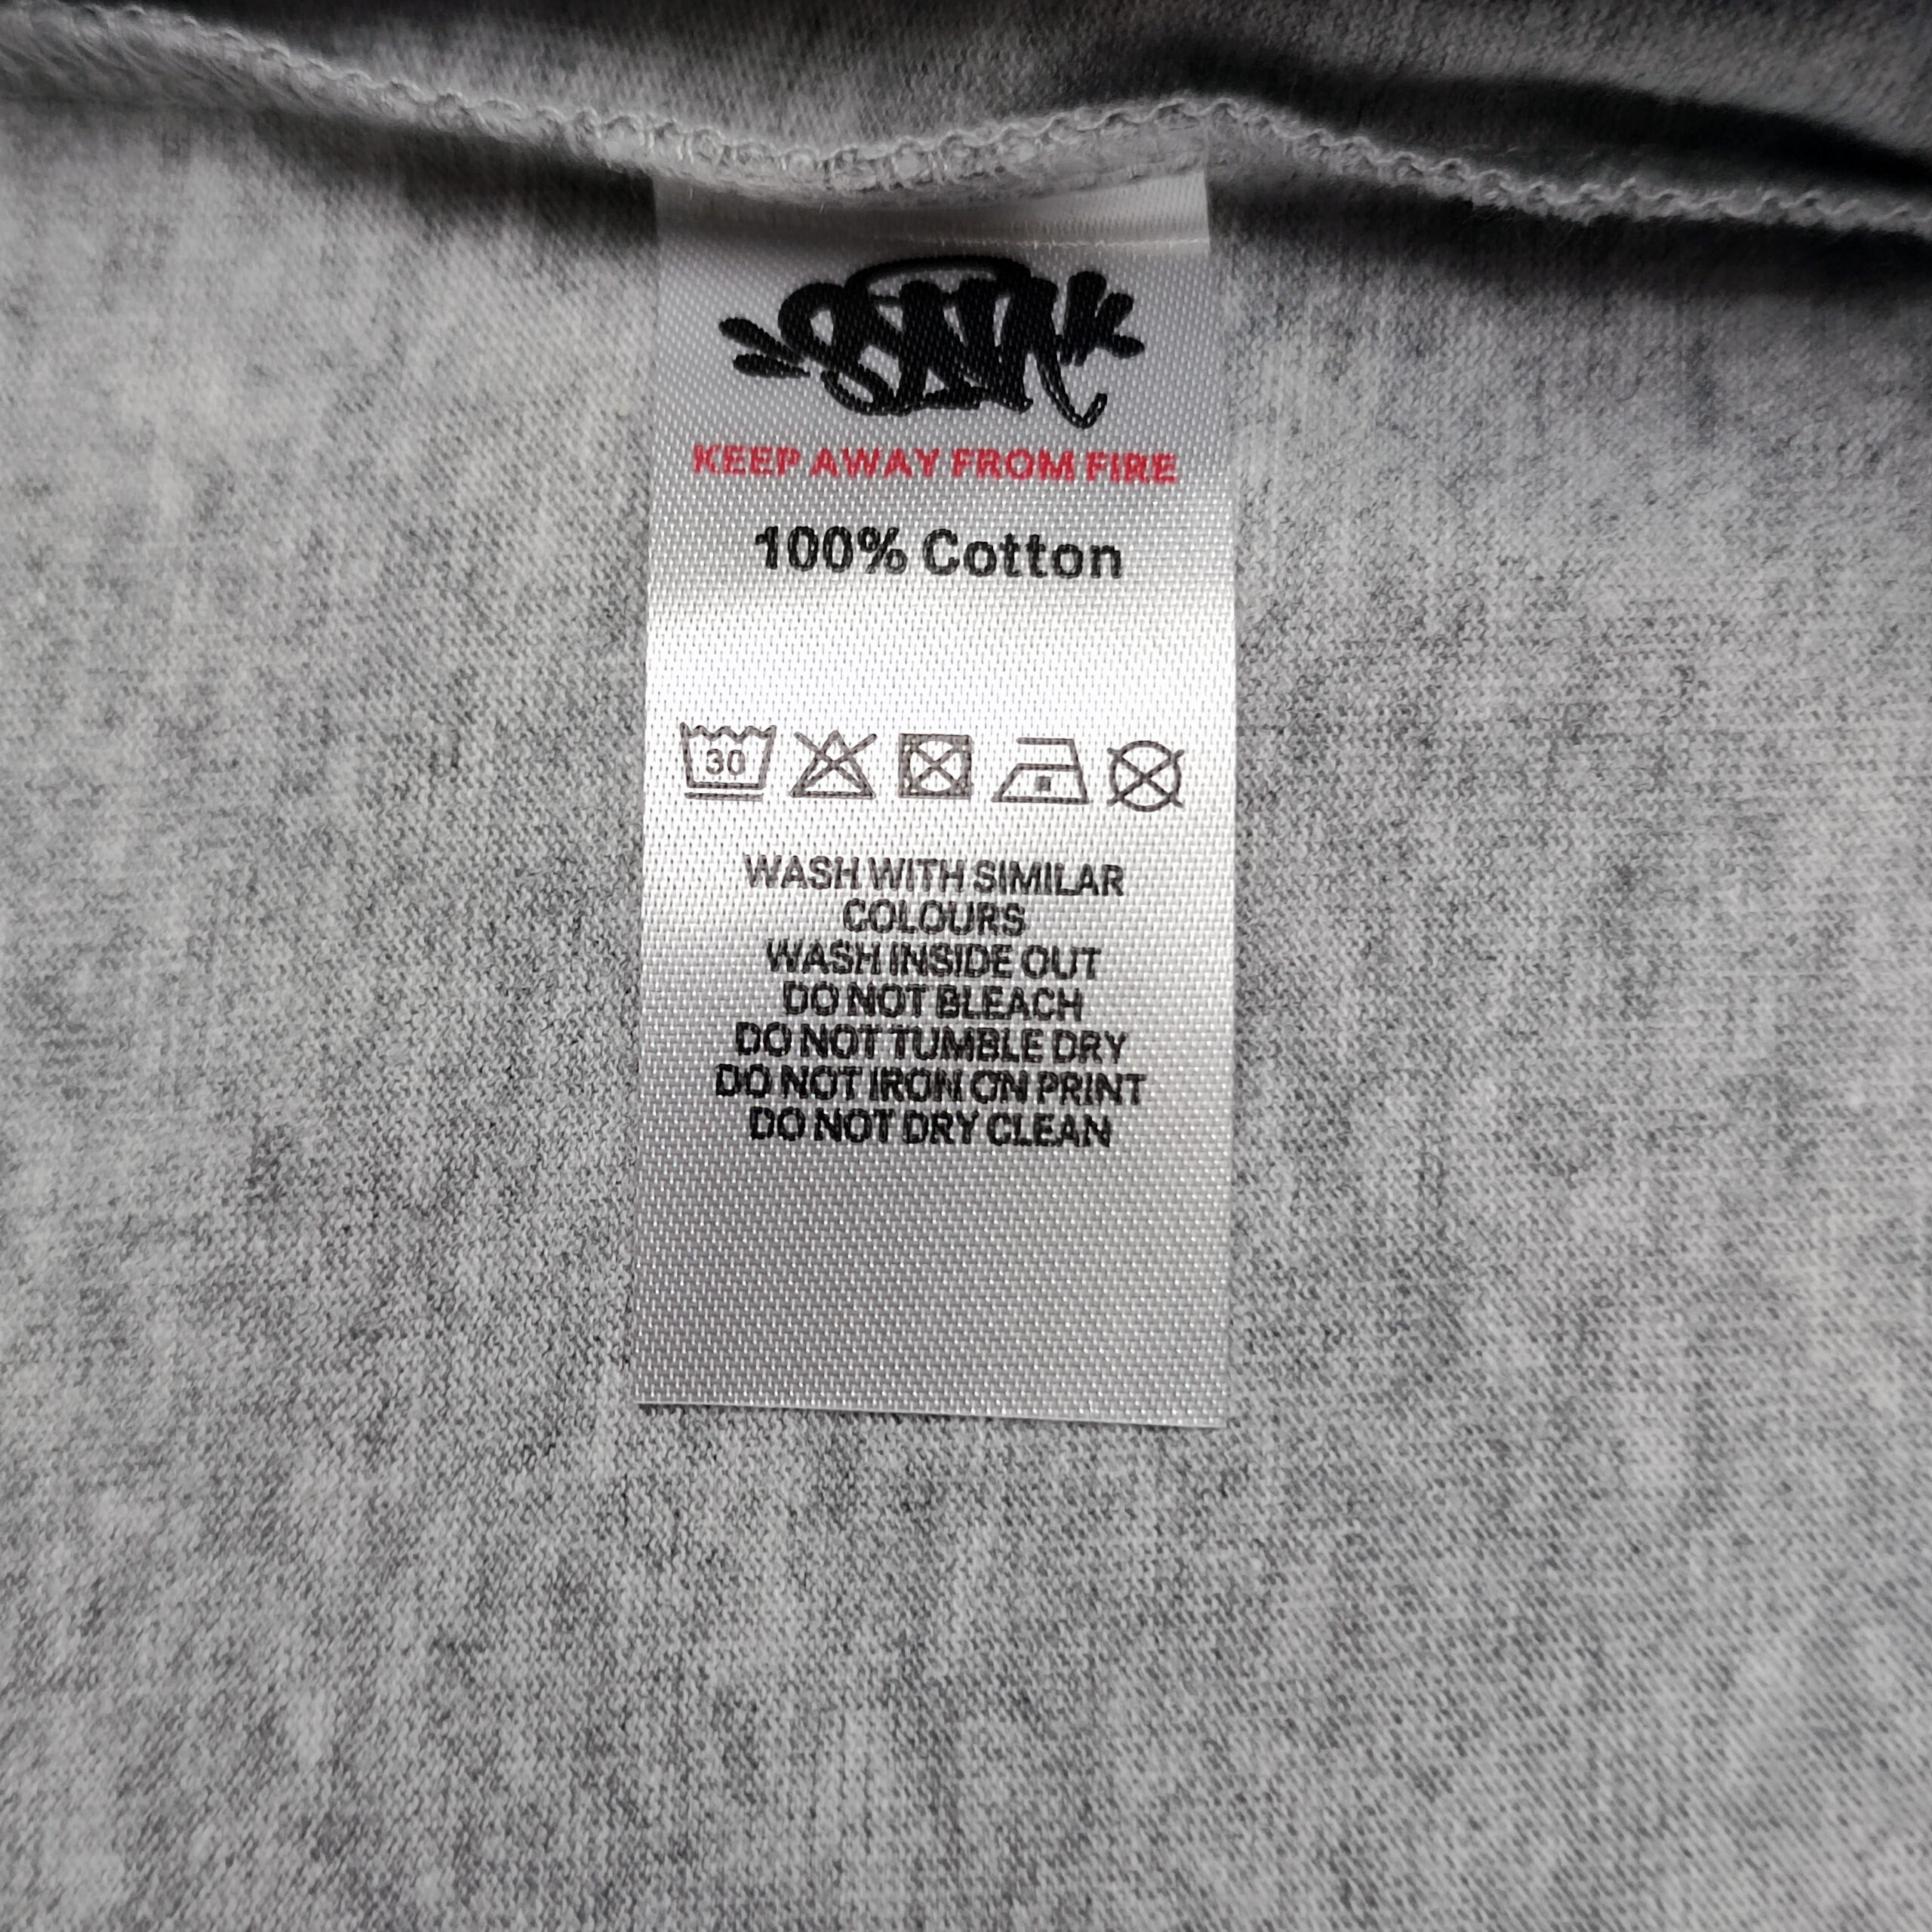 KEEP AWAY FROM FIRE
100% Cotton
30
WASH WITH SIMILAR
COLOURS
WASH INSIDE OUT
DO NOT BLEACH
DO NOT TUMBLE DRY
DO NOT IRON ON PRINT
DO NOT DRY CLEAN